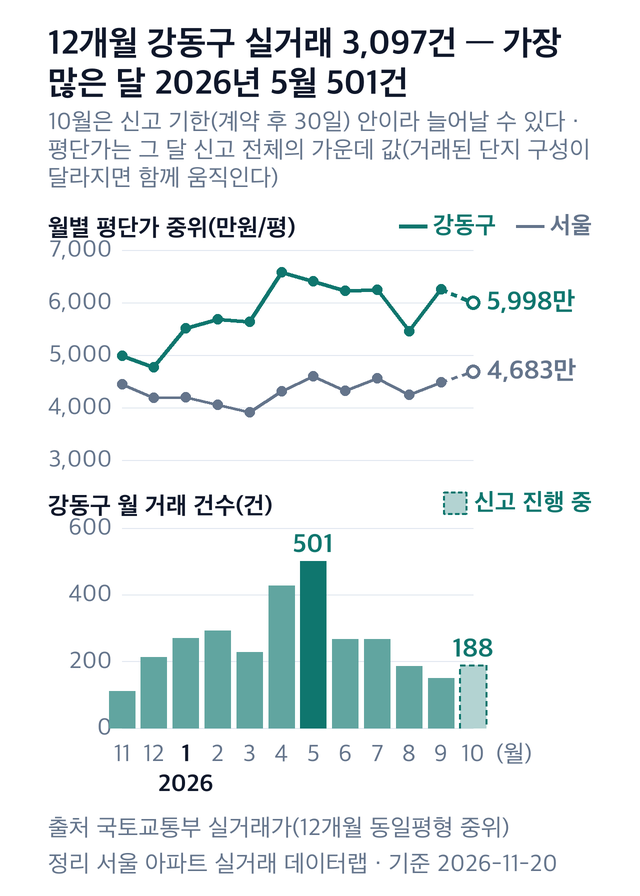 12개월 강동구 실거래 3,097건 — 가장
많은 달 2026년 5월 501건
10월은 신고 기한(계약 후 30일) 안이라 늘어날 수 있다 ·
평단가는 그 달 신고 전체의 가운데 값(거래된 단지 구성이
달라지면 함께 움직인다)
월별 평단가 중위(만원/평)
강동구
서울
7,000
6,000
5,000
4,000
3,000
5,998만
4,683만
강동구 월 거래 건수(건)
신고 진행 중
600
400
200
0
501
188
11 12 1 2 3 4 5 6 7 8 9 10 (월)
2026
출처 국토교통부 실거래가(12개월 동일평형 중위)
정리 서울 아파트 실거래 데이터랩 · 기준 2026-11-20